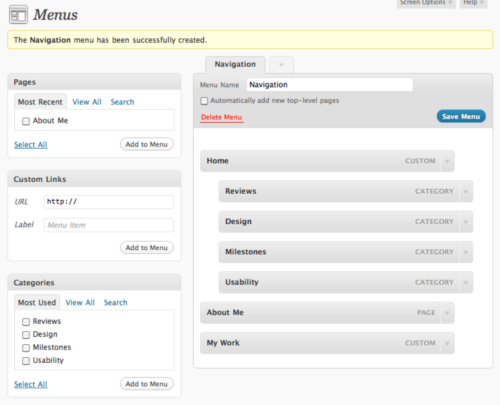 Screen Options
Help
Menus
The Navigation menu has been successfully created.
Pages
Most Recent View All Search
About Me
Select All Add to Menu
Custom Links
URL http://
Label Menu Item
Add to Menu
Categories
Most Used View All Search
Reviews
Design
Milestones
Usability
Select All Add to Menu
Navigation +
Menu Name Navigation
Automatically add new top-level pages
Delete Menu Save Menu
Home CUSTOM
Reviews CATEGORY
Design CATEGORY
Milestones CATEGORY
Usability CATEGORY
About Me PAGE
My Work CUSTOM